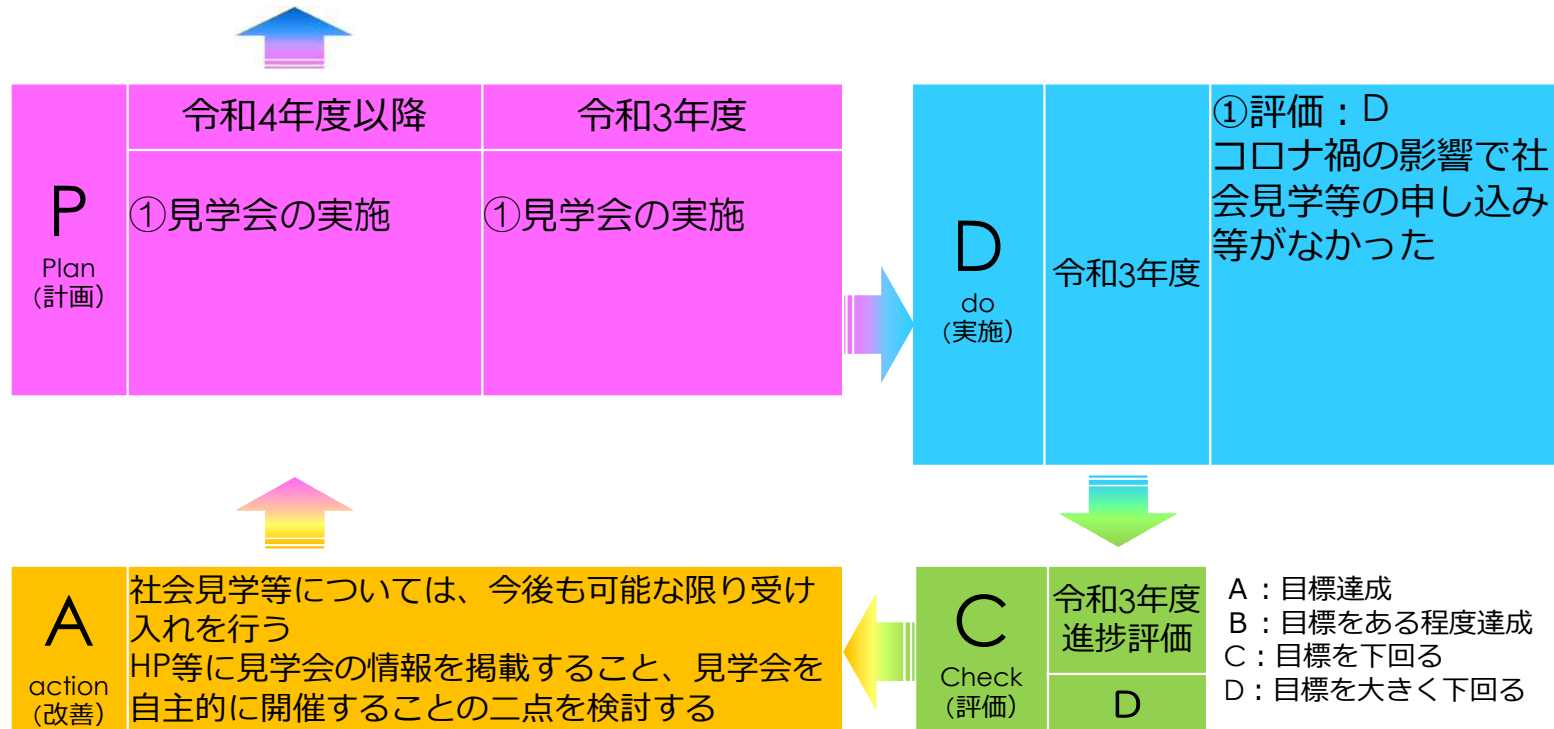 P
Plan
(計画)
令和4年度以降
令和3年度
①見学会の実施
①見学会の実施
D
do
(実施)
令和3年度
①評価：D
コロナ禍の影響で社
会見学等の申し込み
等がなかった
A
action
(改善)
社会見学等については、今後も可能な限り受け
入れを行う
HP等に見学会の情報を掲載すること、見学会を
自主的に開催することの二点を検討する
C
Check
(評価)
令和3年度
進捗評価
D
A：目標達成
B：目標をある程度達成
C：目標を下回る
D：目標を大きく下回る